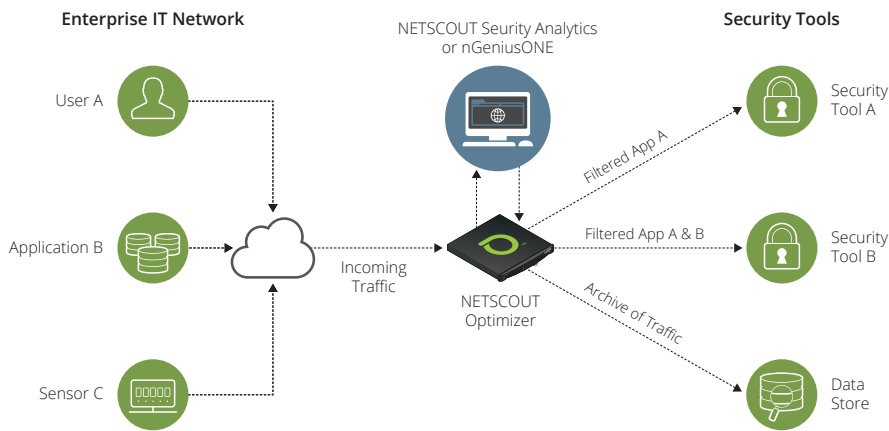 Enterprise IT Network
NETSCOUT Seurity Analytics
or nGeniusONE
Security Tools
User A
Security
Tool A
Filtered App A
Application B
Incoming
Traffic
NETSCOUT
Optimizer
Filtered App A & B
Security
Tool B
Archive of Traffic
Sensor C
Data
Store